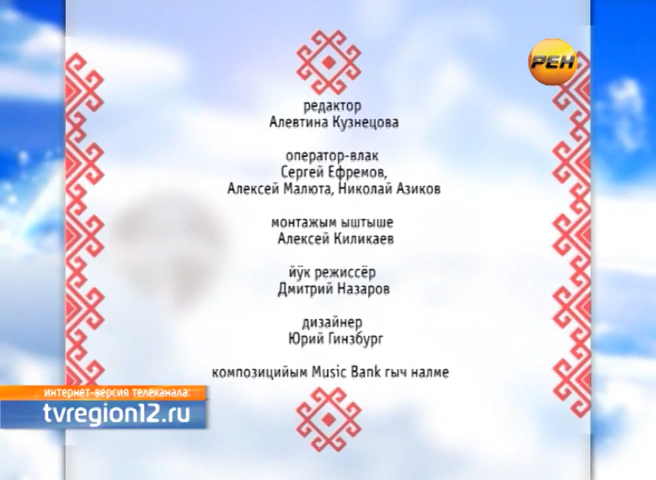 РЕН
редактор
Алевтина Кузнецова
оператор-влак
Сергей Ефремов,
Алексей Малюта, Николай Азиков
монтажым ыштыше
Алексей Киликаев
йӱк режиссёр
Дмитрий Назаров
дизайнер
Юрий Гинзбург
композицийым Music Bank гыч налме
интернет-версия телеканала:
tvregion12.ru